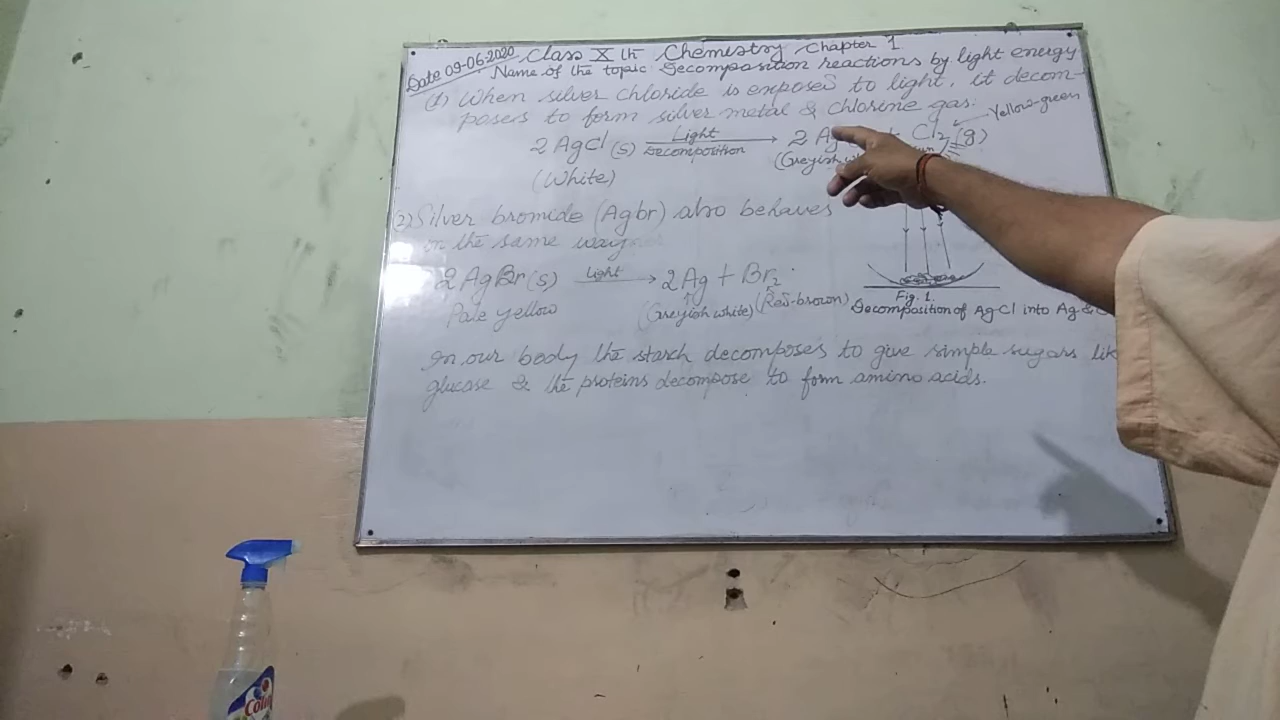 Date 09-06-2020 Class X th Chemistry Chapter 1
Name of the topic Decomposition reactions by light energy
(1) When silver chloride is exposed to light, it decom-
poses to form silver metal & chlorine gas.
Yellow-green
2 AgCl (s) Light Decomposition → 2 Ag + Cl₂ (g)
(White) (Greyish
(2) Silver bromide (Agbr) also behaves
in the same way
2 AgBr (s) light → 2Ag + Br₂
Pale yellow (Greyish white) (Red-brown)
Fig. 1.
Decomposition of AgCl into Ag &
In our body the starch decomposes to give simple sugars
glucose & the proteins decompose to form amino acids.
Colin